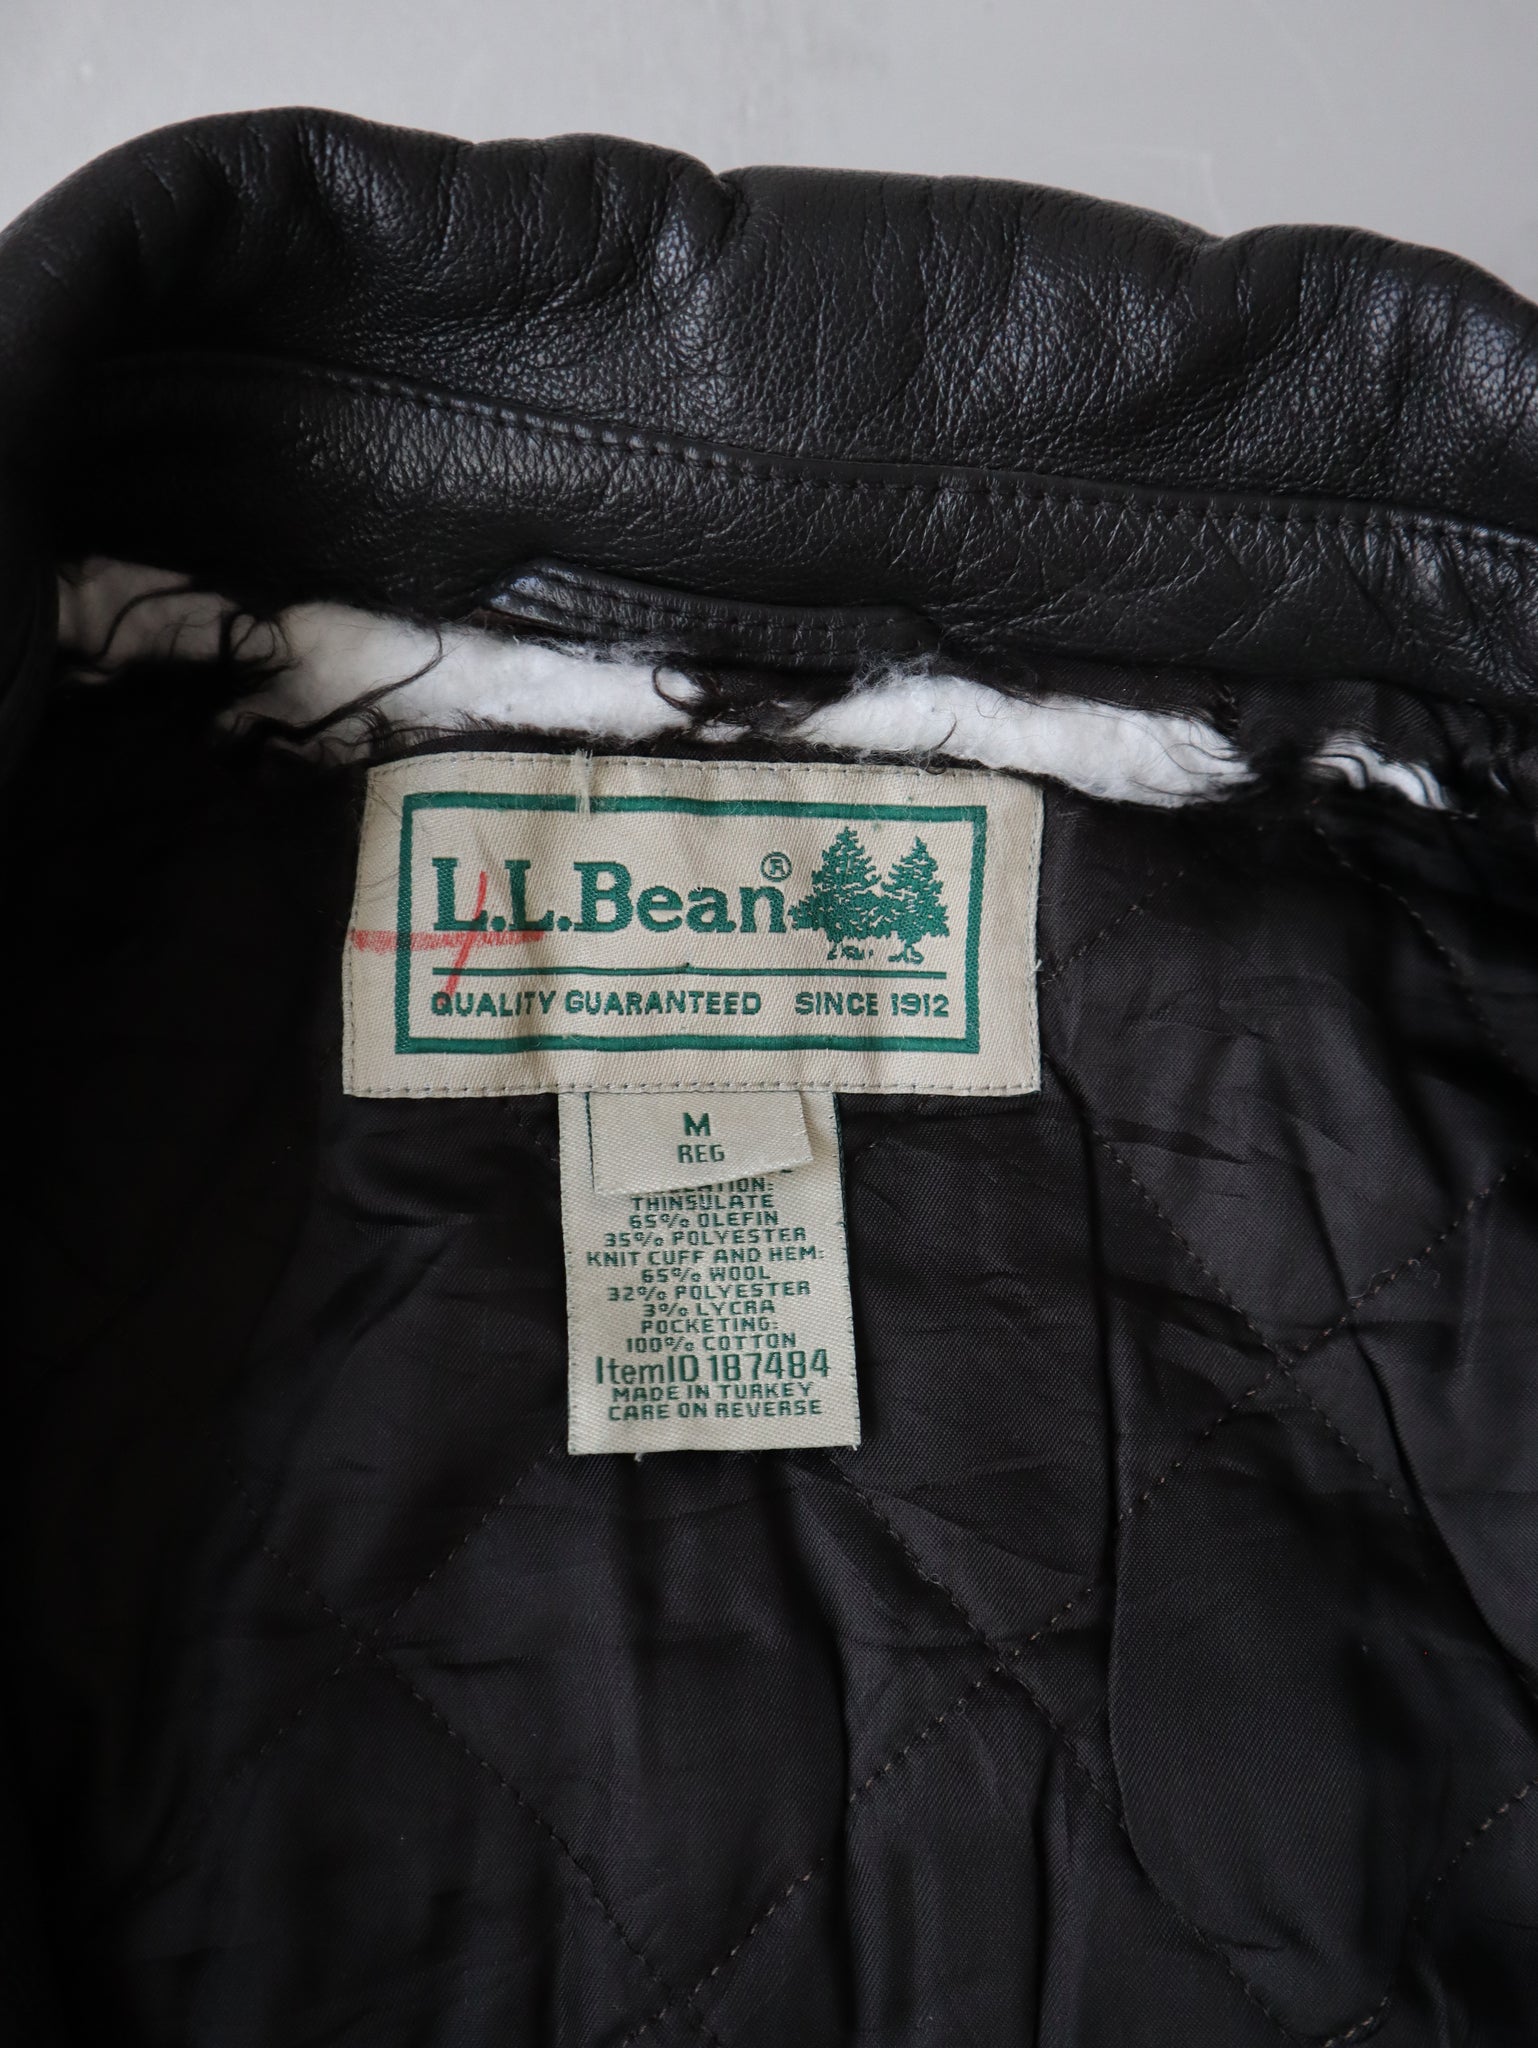 L.L.Bean®
QUALITY GUARANTEED SINCE 1912
M
REG
THINSULATE
65% OLEFIN
35% POLYESTER
KNIT CUFF AND HEM:
65% WOOL
32% POLYESTER
3% LYCRA
POCKETING:
100% COTTON
ItemID 187484
MADE IN TURKEY
CARE ON REVERSE